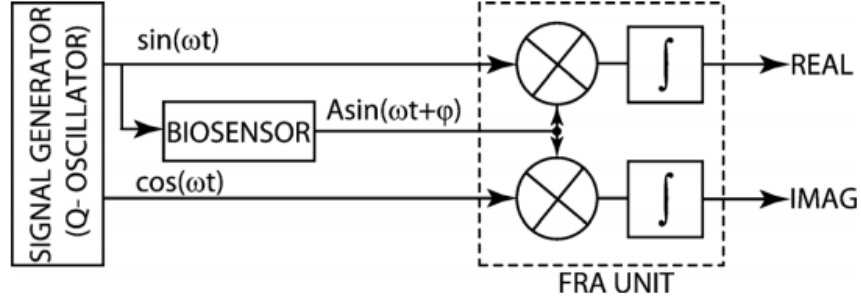 SIGNAL GENERATOR
(Q- OSCILLATOR)
sin(ωt)
BIOSENSOR
Asin(ωt+φ)
cos(ωt)
∫
∫
REAL
IMAG
FRA UNIT